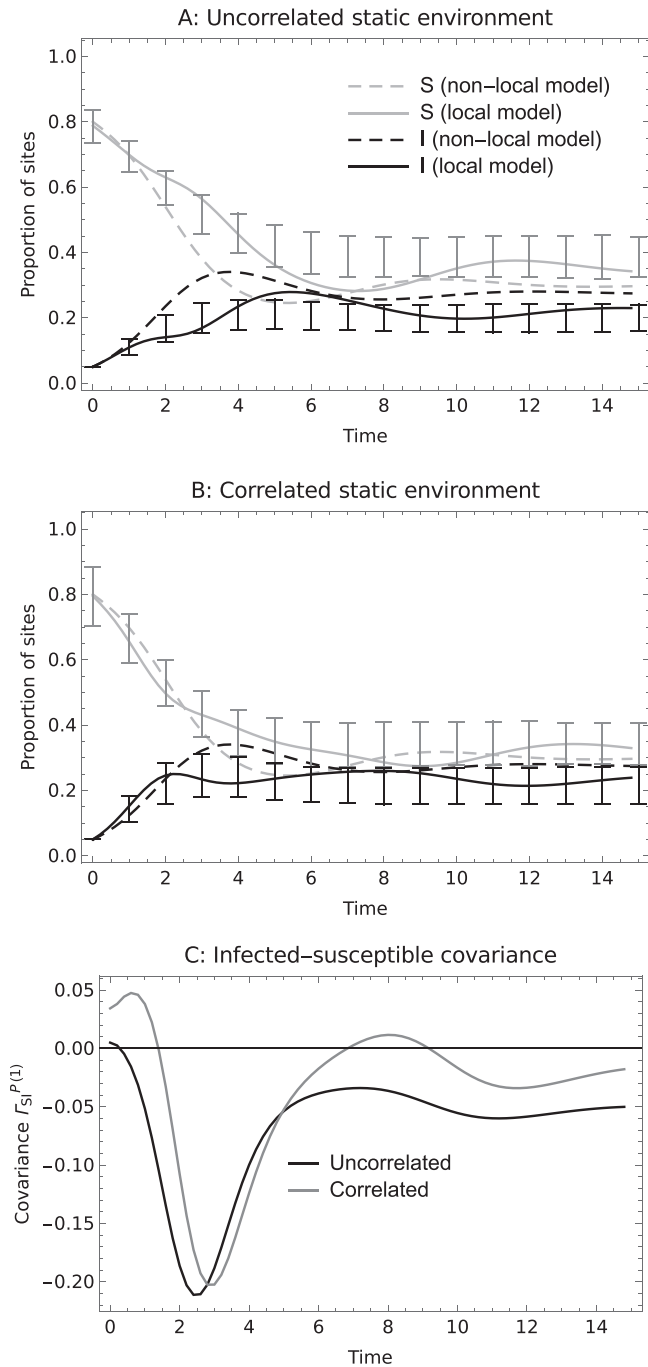 A: Uncorrelated static environment
1.0
0.8
0.6
0.4
0.2
0.0
Proportion of sites
S (non–local model)
S (local model)
I (non–local model)
I (local model)
0 2 4 6 8 10 12 14
Time
B: Correlated static environment
1.0
0.8
0.6
0.4
0.2
0.0
Proportion of sites
0 2 4 6 8 10 12 14
Time
C: Infected–susceptible covariance
0.05
0.00
−0.05
−0.10
−0.15
−0.20
Covariance Γ_SI^P(1)
Uncorrelated
Correlated
0 2 4 6 8 10 12 14
Time